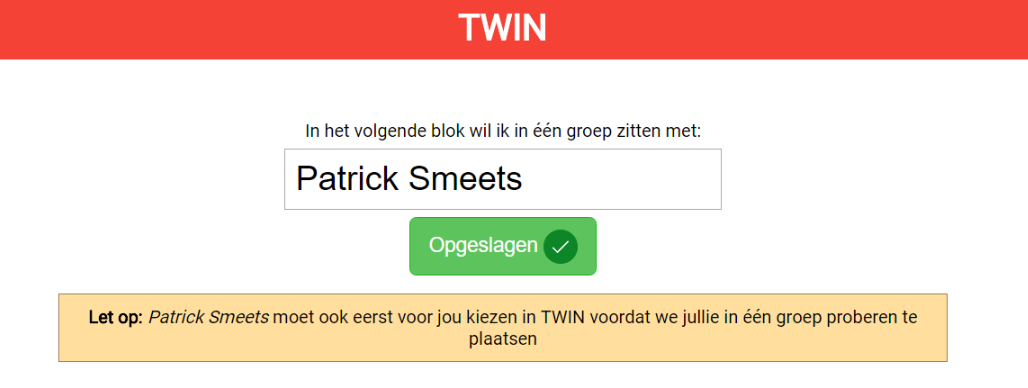 TWIN
In het volgende blok wil ik in één groep zitten met:
Patrick Smeets
Opgeslagen
Let op: Patrick Smeets moet ook eerst voor jou kiezen in TWIN voordat we jullie in één groep proberen te
plaatsen